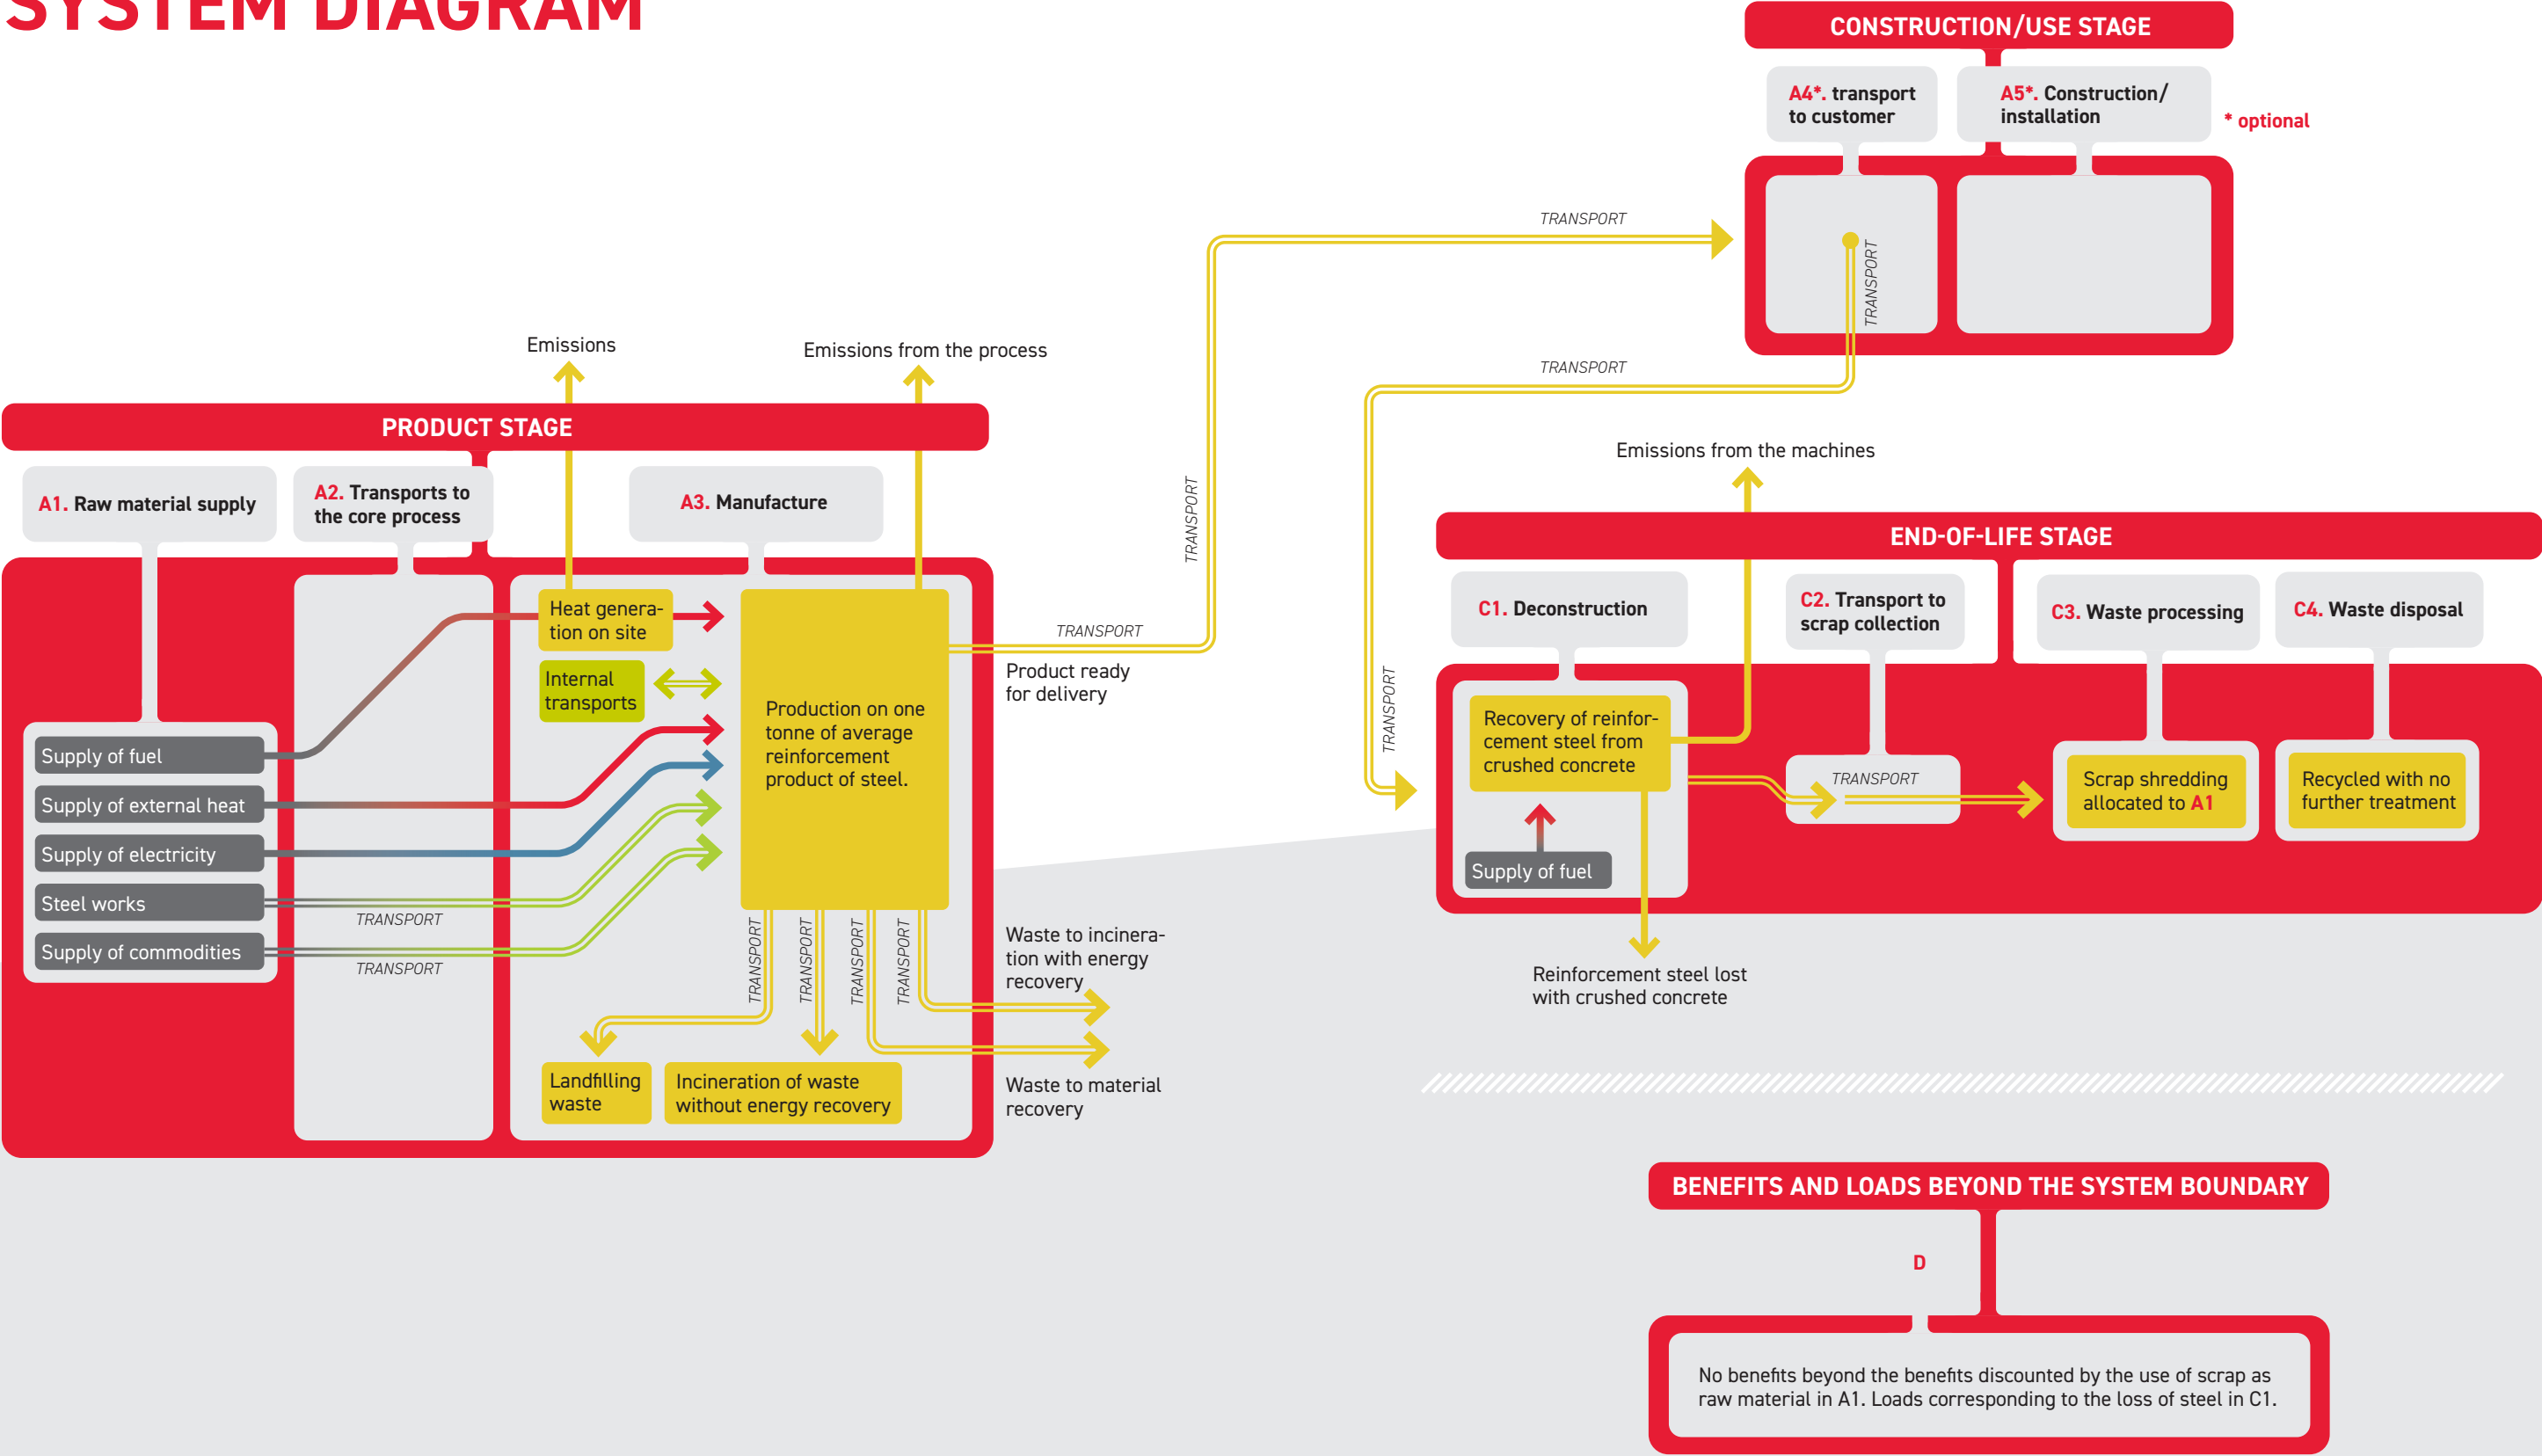 SYSTEM DIAGRAM
CONSTRUCTION/USE STAGE
A4*. transport
to customer
A5*. Construction/
installation
* optional
TRANSPORT
TRANSPORT
TRANSPORT
TRANSPORT
TRANSPORT
TRANSPORT
Emissions
Emissions from the process
PRODUCT STAGE
A1. Raw material supply
A2. Transports to
the core process
A3. Manufacture
Supply of fuel
Supply of external heat
Supply of electricity
Steel works
Supply of commodities
TRANSPORT
TRANSPORT
Heat genera-
tion on site
Internal
transports
Production on one
tonne of average
reinforcement
product of steel.
Product ready
for delivery
TRANSPORT
TRANSPORT
TRANSPORT
TRANSPORT
Landfilling
waste
Incineration of waste
without energy recovery
Waste to incinera-
tion with energy
recovery
Waste to material
recovery
Emissions from the machines
END-OF-LIFE STAGE
C1. Deconstruction
C2. Transport to
scrap collection
C3. Waste processing
C4. Waste disposal
Recovery of reinfor-
cement steel from
crushed concrete
Supply of fuel
TRANSPORT
Scrap shredding
allocated to A1
Recycled with no
further treatment
Reinforcement steel lost
with crushed concrete
BENEFITS AND LOADS BEYOND THE SYSTEM BOUNDARY
D
No benefits beyond the benefits discounted by the use of scrap as
raw material in A1. Loads corresponding to the loss of steel in C1.